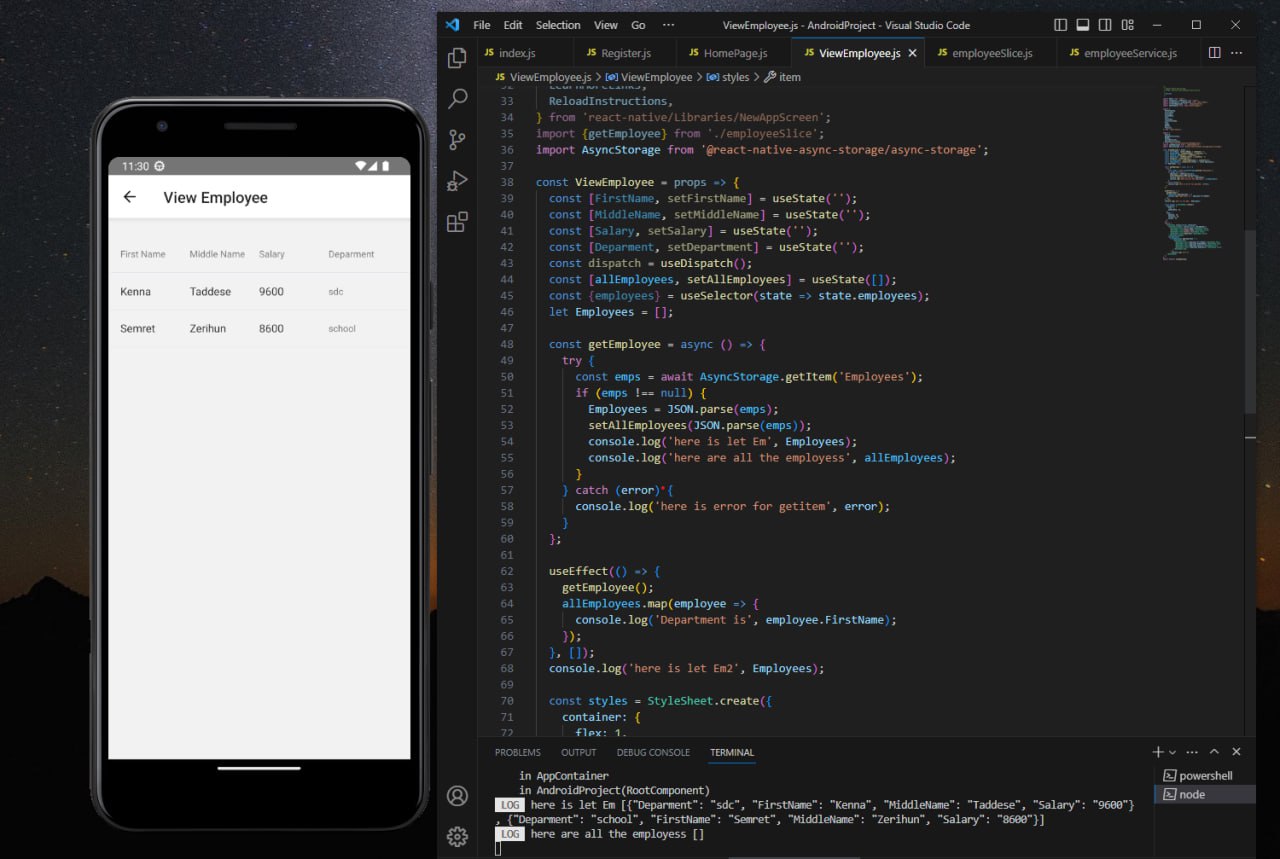 11:30
View Employee
First Name Middle Name Salary Deparment
Kenna Taddese 9600 sdc
Semret Zerihun 8600 school
File Edit Selection View Go ··· ViewEmployee.js - AndroidProject - Visual Studio Code
JS index.js JS Register.js JS HomePage.js JS ViewEmployee.js JS employeeSlice.js JS employeeService.js
JS ViewEmployee.js > ViewEmployee > styles > item
32 LearnMoreLinks,
33 ReloadInstructions,
34 } from 'react-native/Libraries/NewAppScreen';
35 import {getEmployee} from './employeeSlice';
36 import AsyncStorage from '@react-native-async-storage/async-storage';
37
38 const ViewEmployee = props => {
39 const [FirstName, setFirstName] = useState('');
40 const [MiddleName, setMiddleName] = useState('');
41 const [Salary, setSalary] = useState('');
42 const [Deparment, setDepartment] = useState('');
43 const dispatch = useDispatch();
44 const [allEmployees, setAllEmployees] = useState([]);
45 const {employees} = useSelector(state => state.employees);
46 let Employees = [];
47
48 const getEmployee = async () => {
49 try {
50 const emps = await AsyncStorage.getItem('Employees');
51 if (emps !== null) {
52 Employees = JSON.parse(emps);
53 setAllEmployees(JSON.parse(emps));
54 console.log('here is let Em', Employees);
55 console.log('here are all the employess', allEmployees);
56 }
57 } catch (error) {
58 console.log('here is error for getitem', error);
59 }
60 };
61
62 useEffect(() => {
63 getEmployee();
64 allEmployees.map(employee => {
65 console.log('Department is', employee.FirstName);
66 });
67 }, []);
68 console.log('here is let Em2', Employees);
69
70 const styles = StyleSheet.create({
71 container: {
72 flex: 1,
PROBLEMS OUTPUT DEBUG CONSOLE TERMINAL
in AppContainer
in AndroidProject(RootComponent)
LOG here is let Em [{"Deparment": "sdc", "FirstName": "Kenna", "MiddleName": "Taddese", "Salary": "9600"}
, {"Deparment": "school", "FirstName": "Semret", "MiddleName": "Zerihun", "Salary": "8600"}]
LOG here are all the employess []
powershell
node